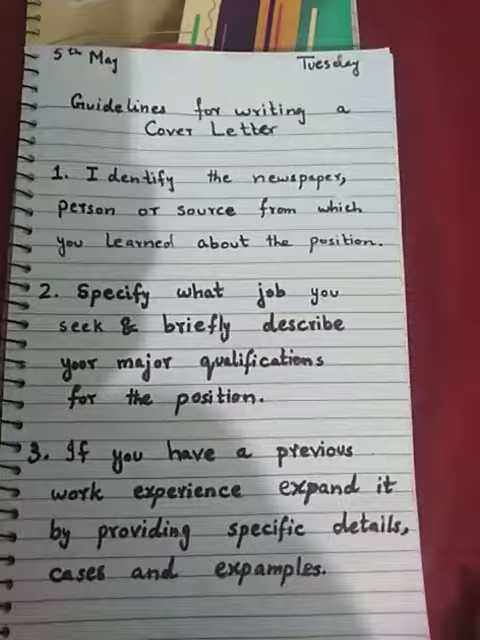 5th May Tuesday
Guidelines for writing a
Cover Letter
1. Identify the newspaper,
person or source from which
you Learned about the position.
2. Specify what job you
seek & briefly describe
your major qualifications
for the position.
3. If you have a previous
work experience expand it
by providing specific details,
cases and expamples.